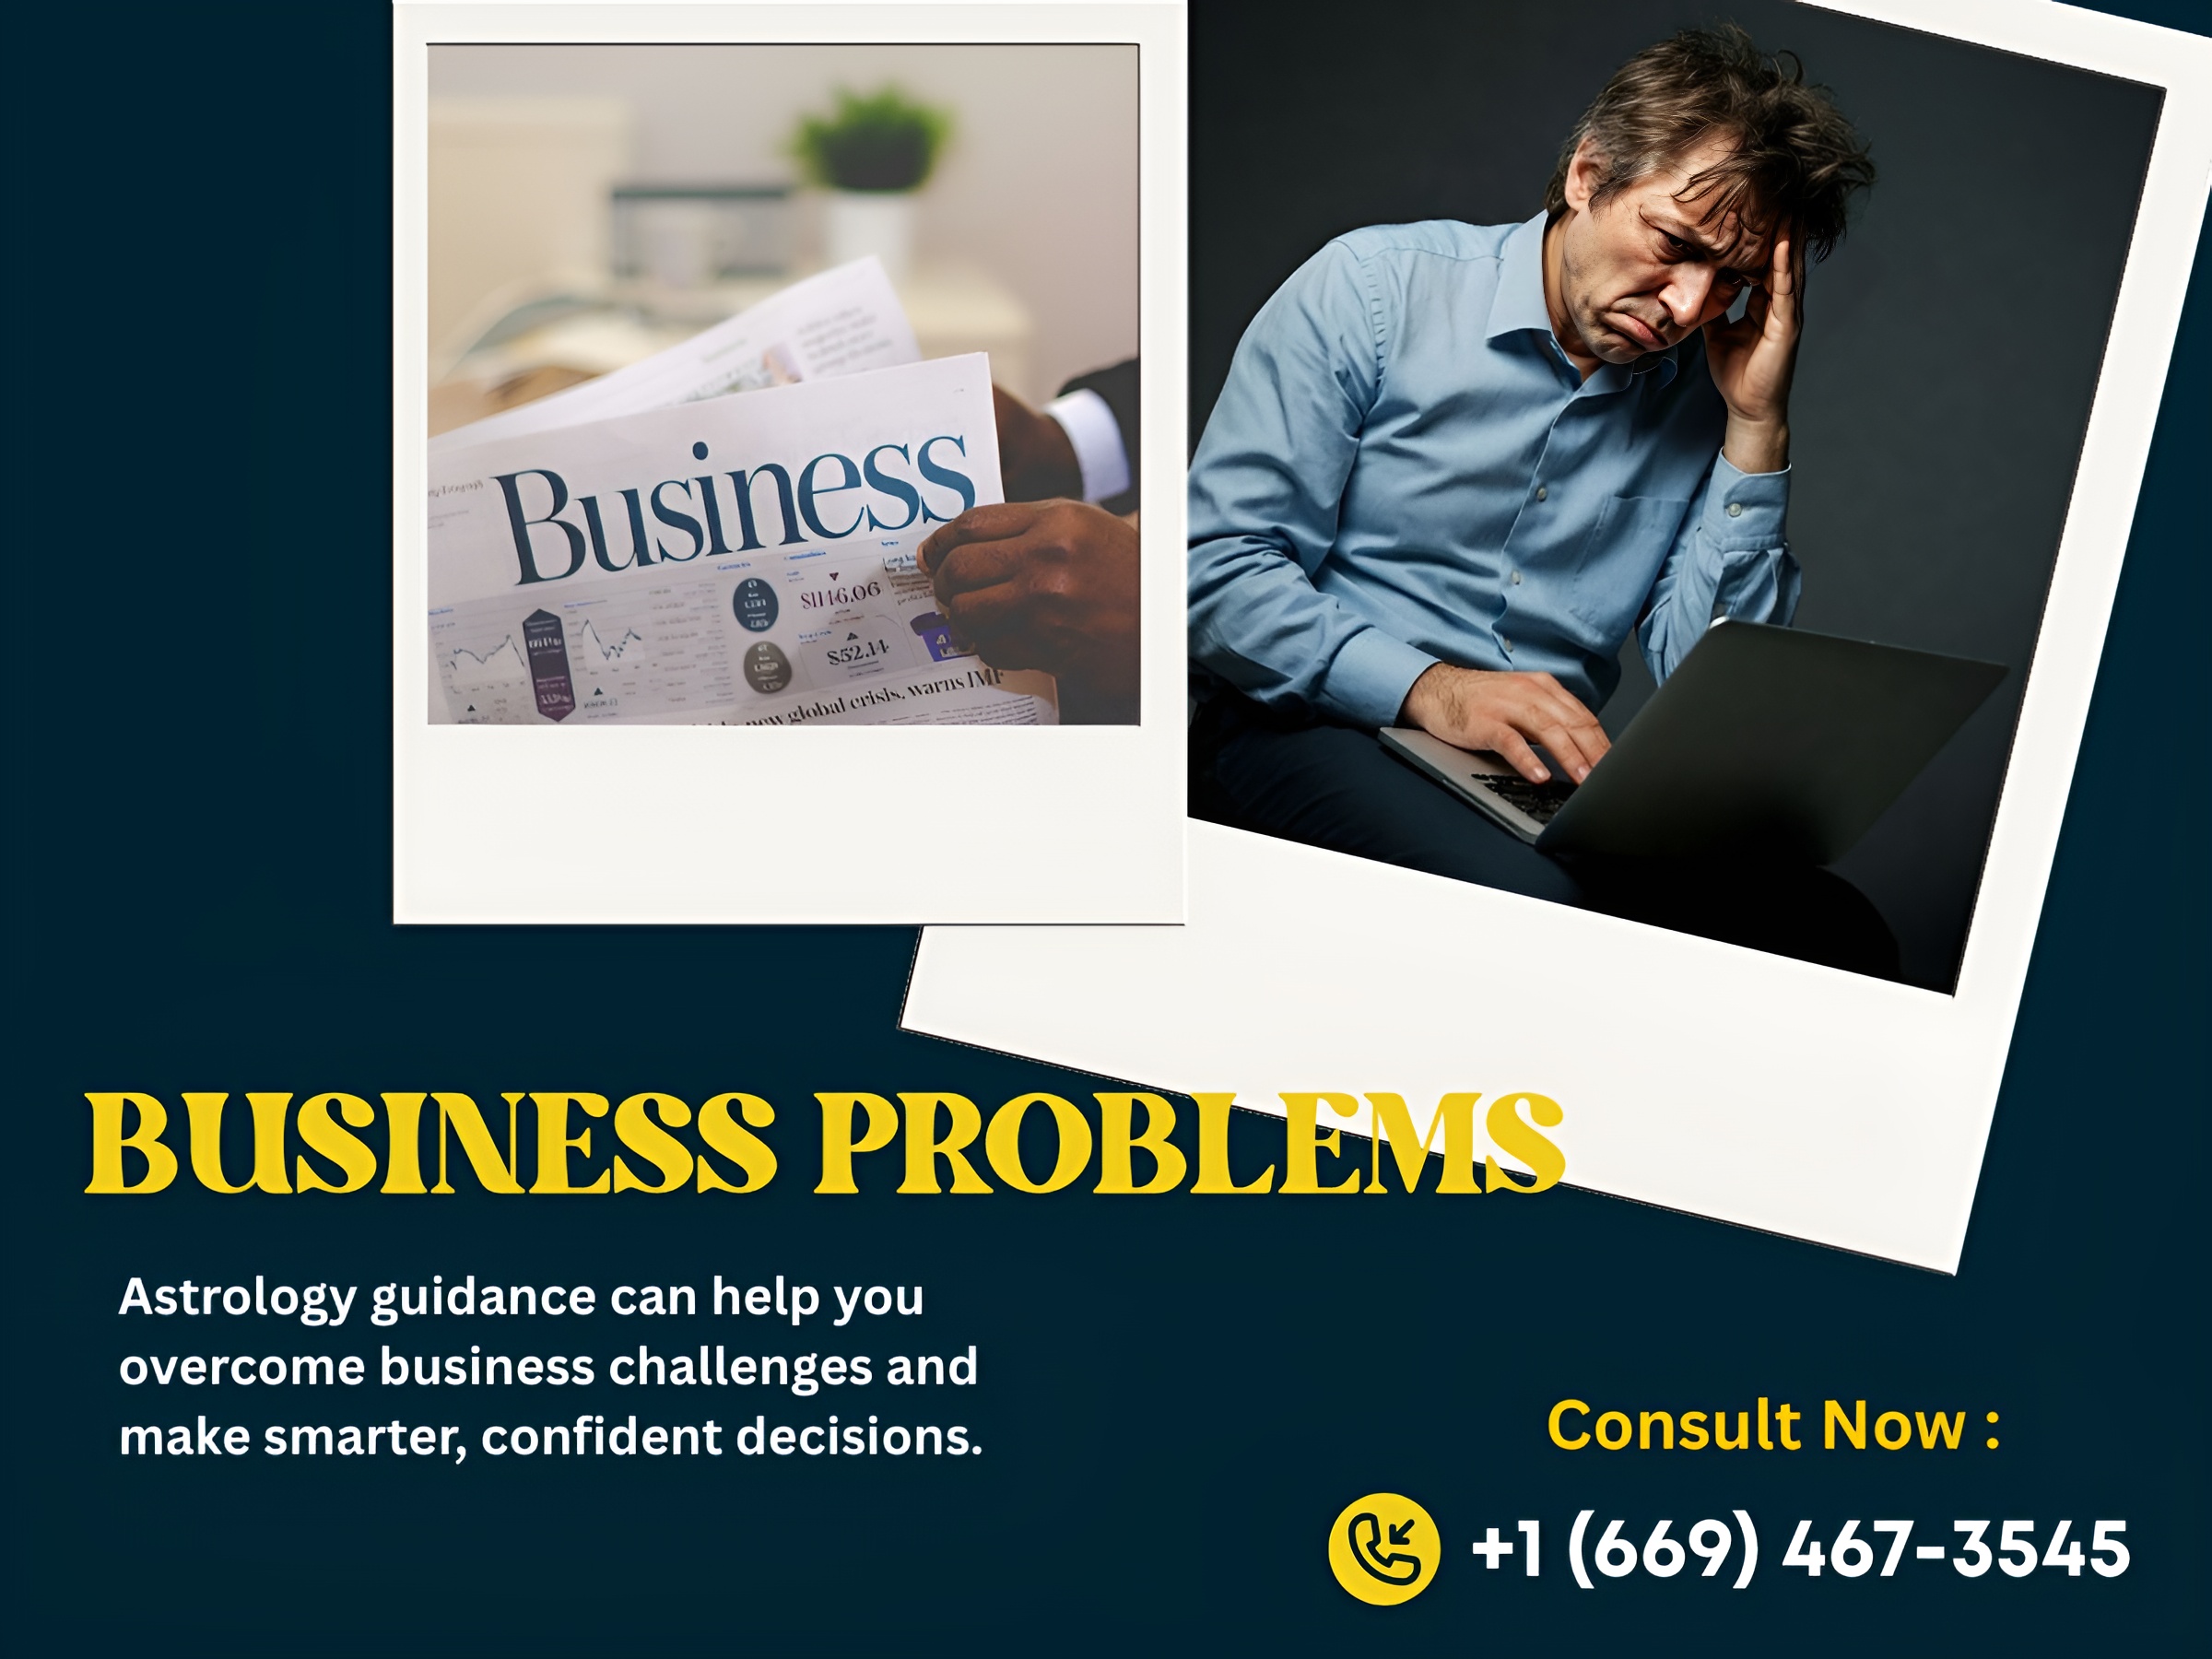 Business
$1146.06
$52.14
new global crisis, warns IMF
BUSINESS PROBLEMS
Astrology guidance can help you
overcome business challenges and
make smarter, confident decisions.
Consult Now :
+1 (669) 467-3545